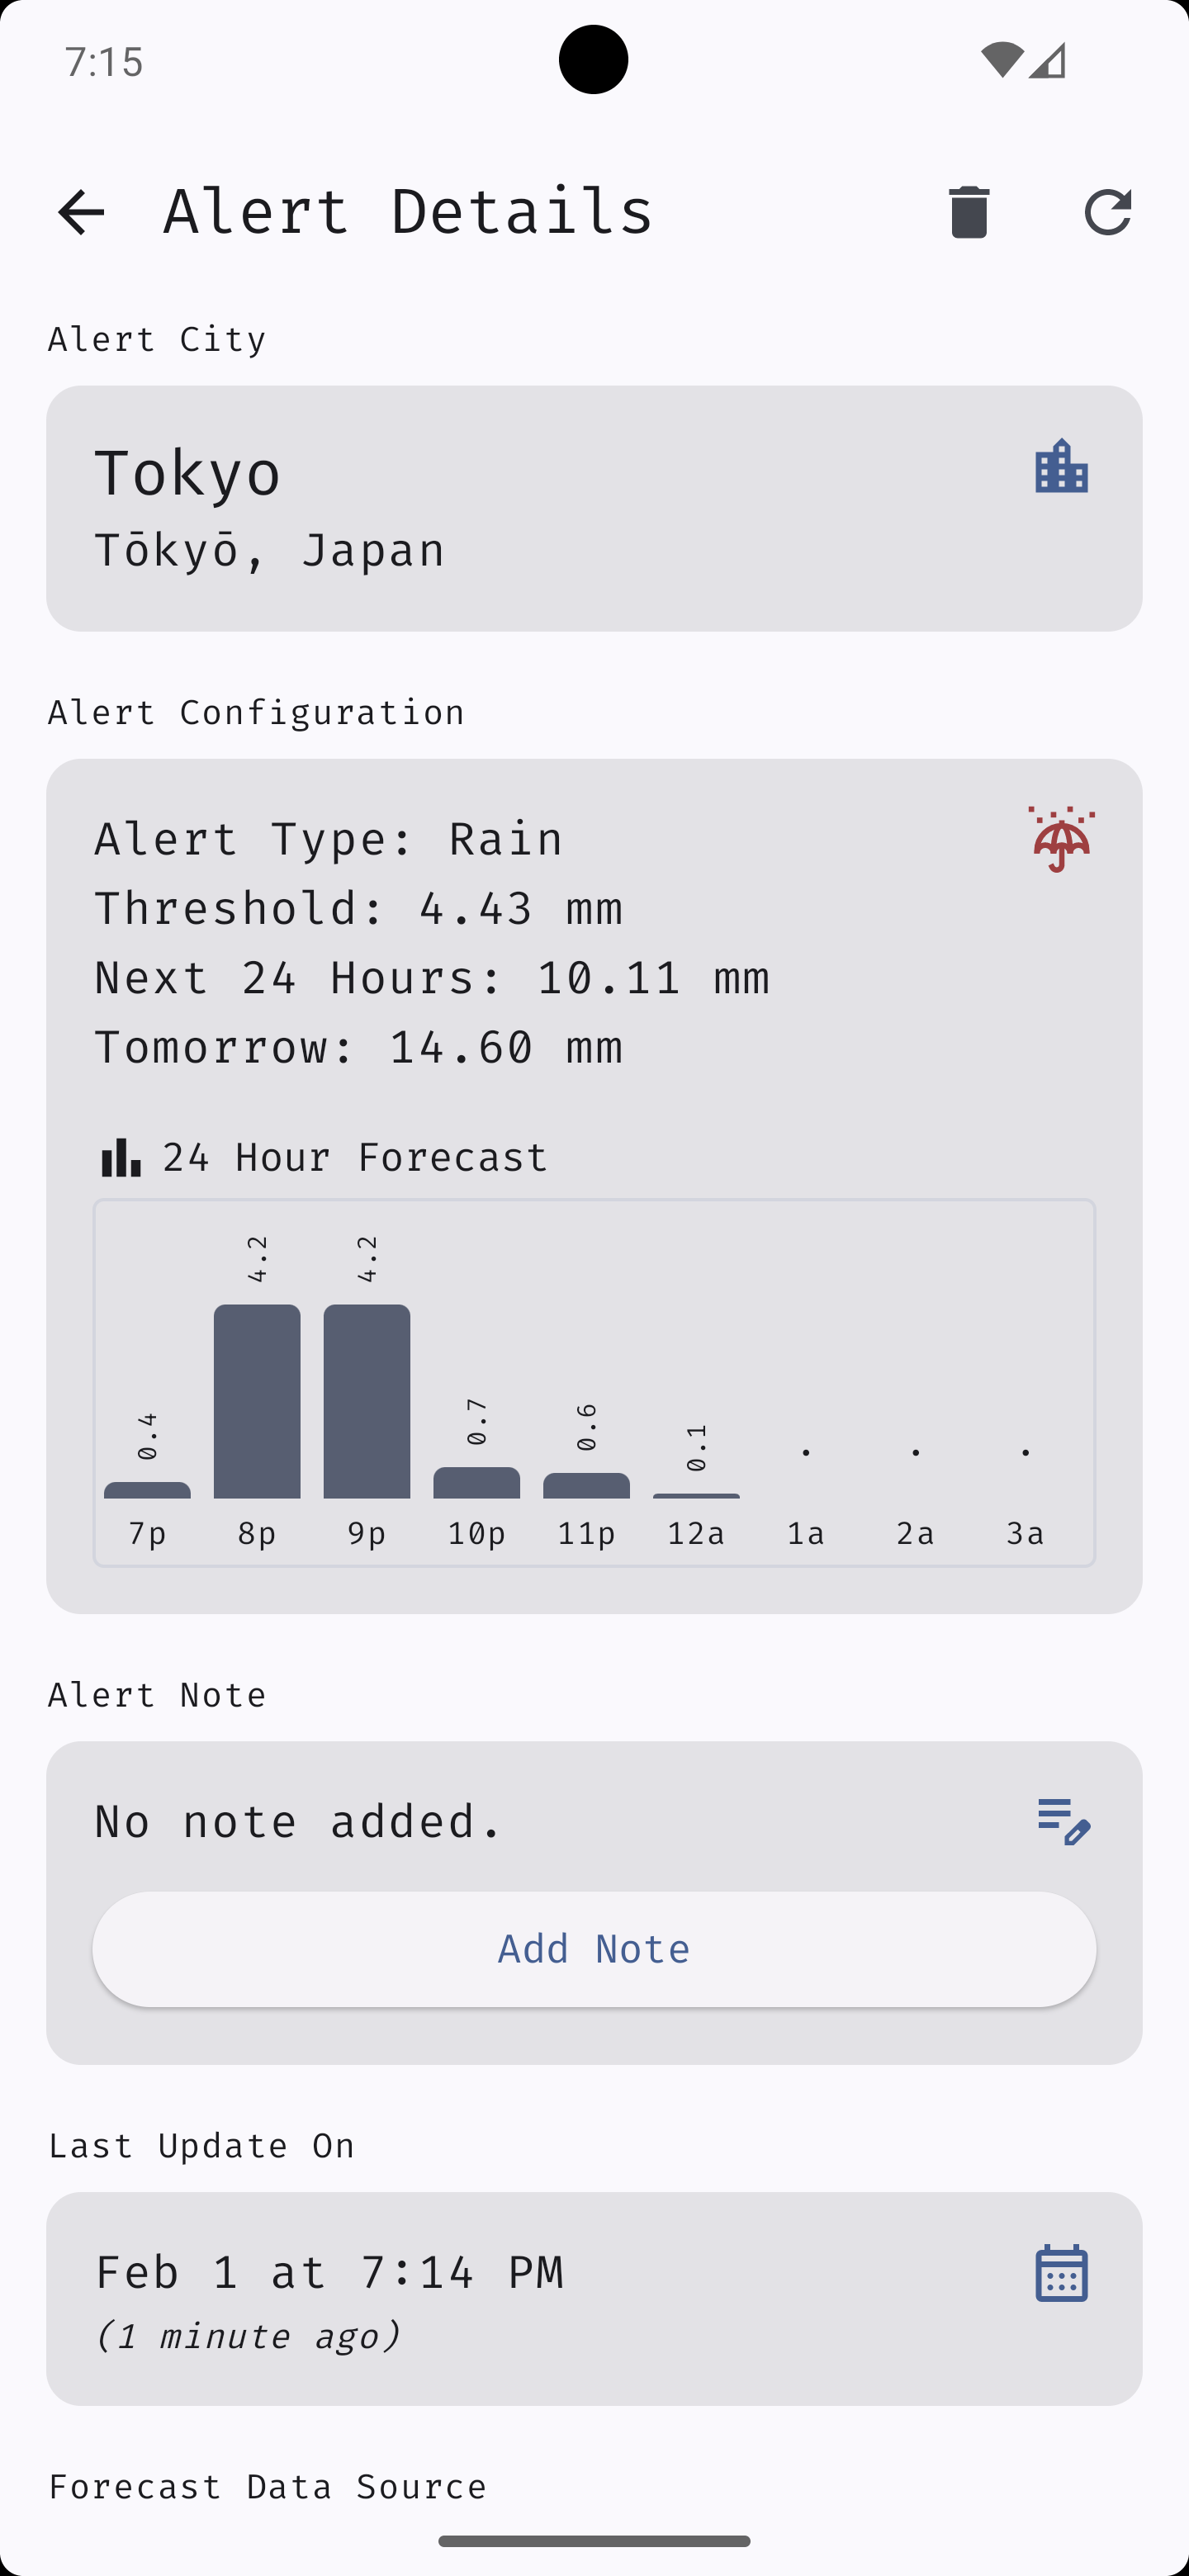 7:15
Alert Details
Alert City
Tokyo
Tōkyō, Japan
Alert Configuration
Alert Type: Rain
Threshold: 4.43 mm
Next 24 Hours: 10.11 mm
Tomorrow: 14.60 mm
24 Hour Forecast
0.4 4.2 4.2 0.7 0.6 0.1 . . .
7p 8p 9p 10p 11p 12a 1a 2a 3a
Alert Note
No note added.
Add Note
Last Update On
Feb 1 at 7:14 PM
(1 minute ago)
Forecast Data Source